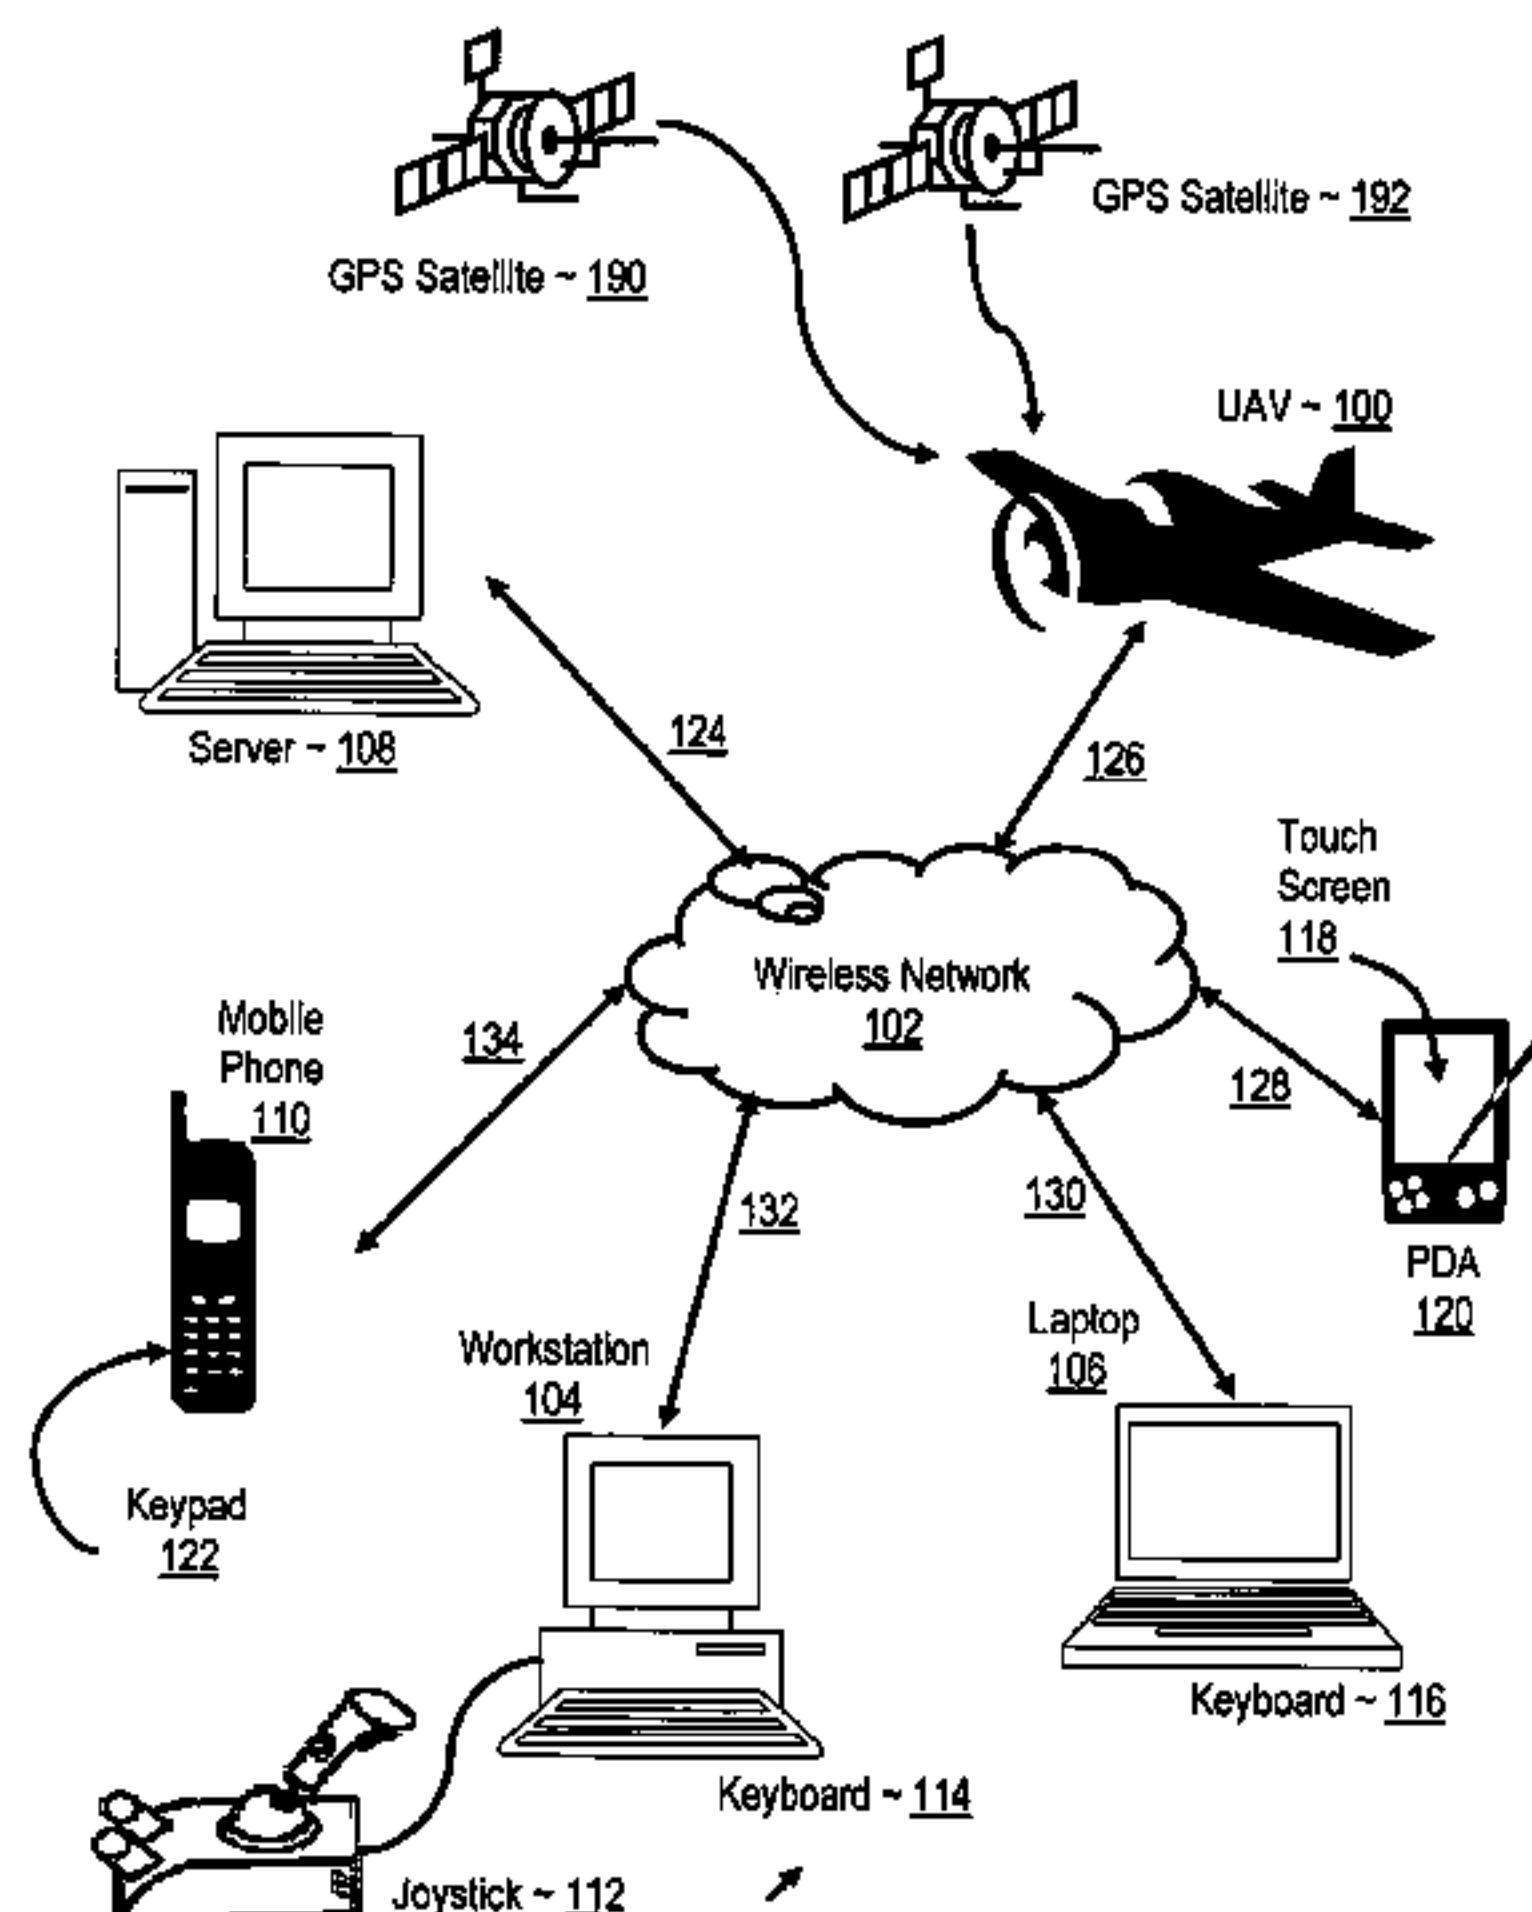 GPS Satellite ~ 192
GPS Satellite ~ 190
UAV ~ 100
Server ~ 108
124
126
Touch
Screen
118
Wireless Network
102
Mobile
Phone
110
134
128
132
130
PDA
120
Laptop
106
Workstation
104
Keypad
122
Keyboard ~ 116
Keyboard ~ 114
Joystick ~ 112